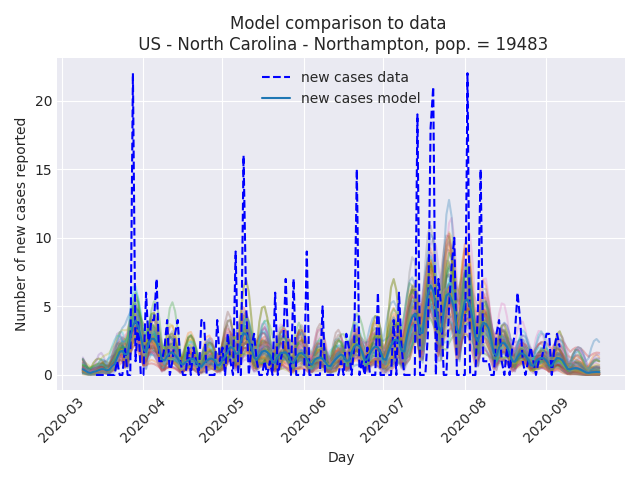 Model comparison to data
US - North Carolina - Northampton, pop. = 19483
new cases data
new cases model
Number of new cases reported
20
15
10
5
0
2020-03
2020-04
2020-05
2020-06
2020-07
2020-08
2020-09
Day